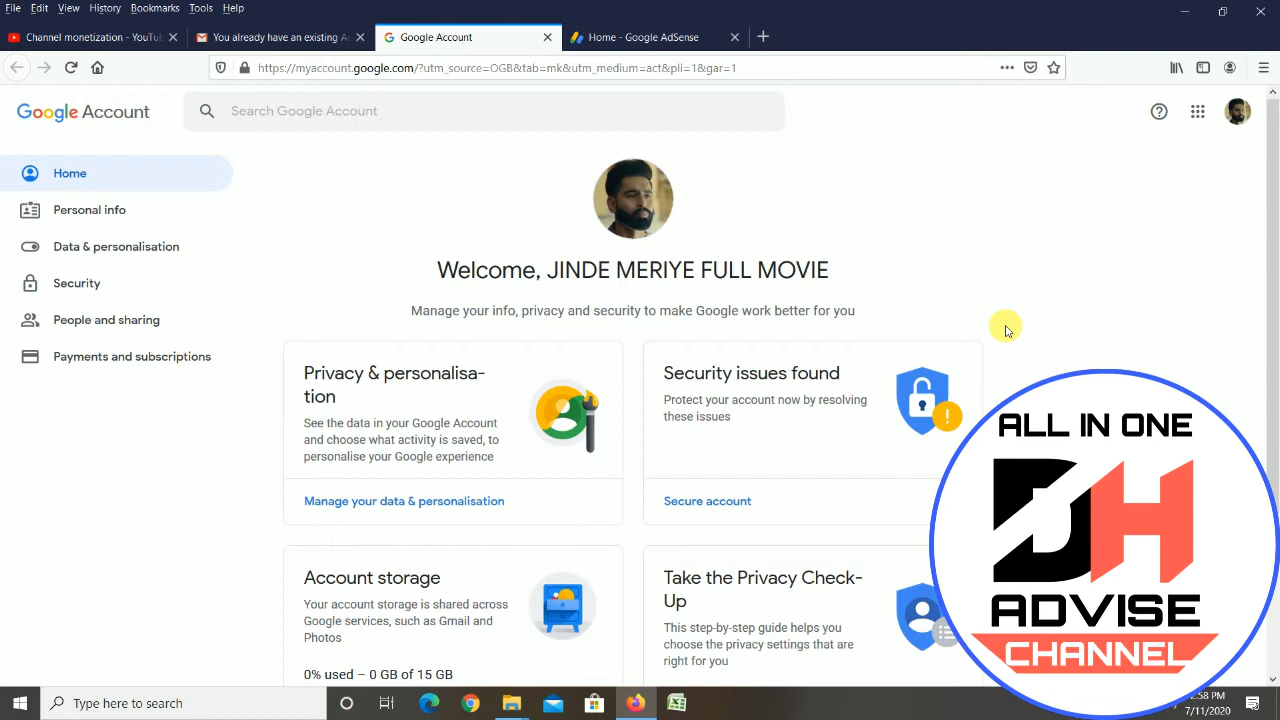 File Edit View History Bookmarks Tools Help
Channel monetization - YouTu
You already have an existing A
Google Account
Home - Google AdSense
https://myaccount.google.com/?utm_source=OGB&tab=mk&utm_medium=act&pli=1&gar=1
Google Account
Search Google Account
Home
Personal info
Data & personalisation
Security
People and sharing
Payments and subscriptions
Welcome, JINDE MERIYE FULL MOVIE
Manage your info, privacy and security to make Google work better for you
Privacy & personalisa-
tion
See the data in your Google Account
and choose what activity is saved, to
personalise your Google experience
Manage your data & personalisation
Security issues found
Protect your account now by resolving
these issues
Secure account
Account storage
Your account storage is shared across
Google services, such as Gmail and
Photos
0% used – 0 GB of 15 GB
Take the Privacy Check-
Up
This step-by-step guide helps you
choose the privacy settings that are
right for you
ALL IN ONE
DH
ADVISE
CHANNEL
Type here to search
:58 PM
7/11/2020